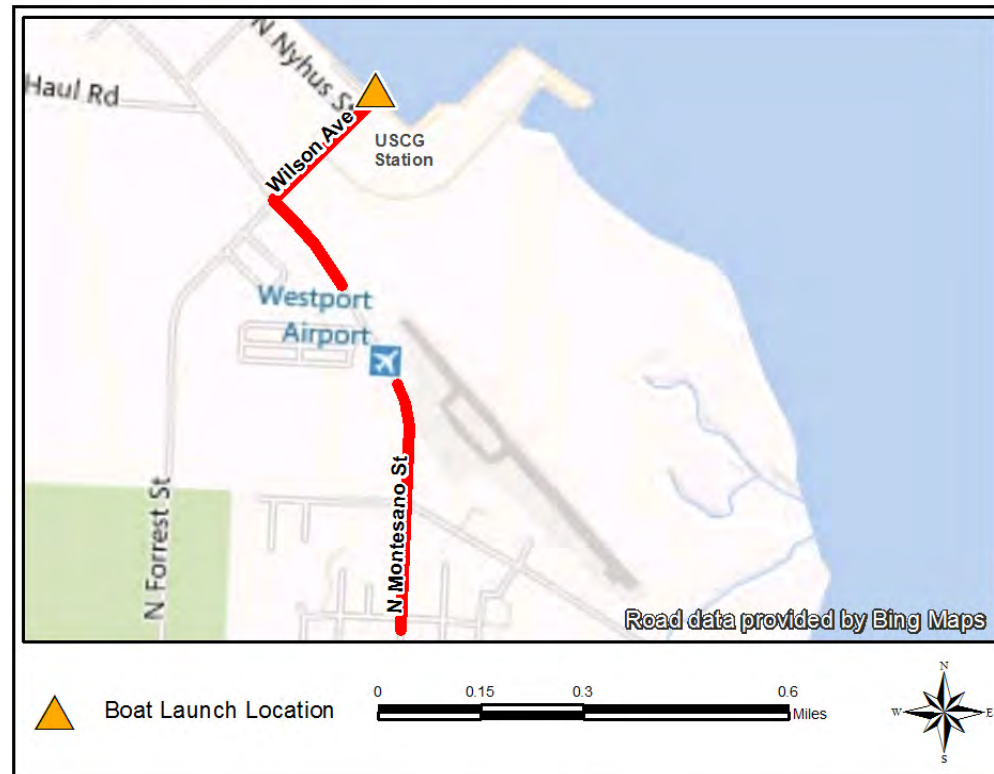 N Nyhus St
Haul Rd
Wilson Ave
USCG
Station
Westport
Airport
N Forrest St
N Montesano St
Road data provided by Bing Maps
Boat Launch Location
0 0.15 0.3 0.6
Miles
N
W E
S